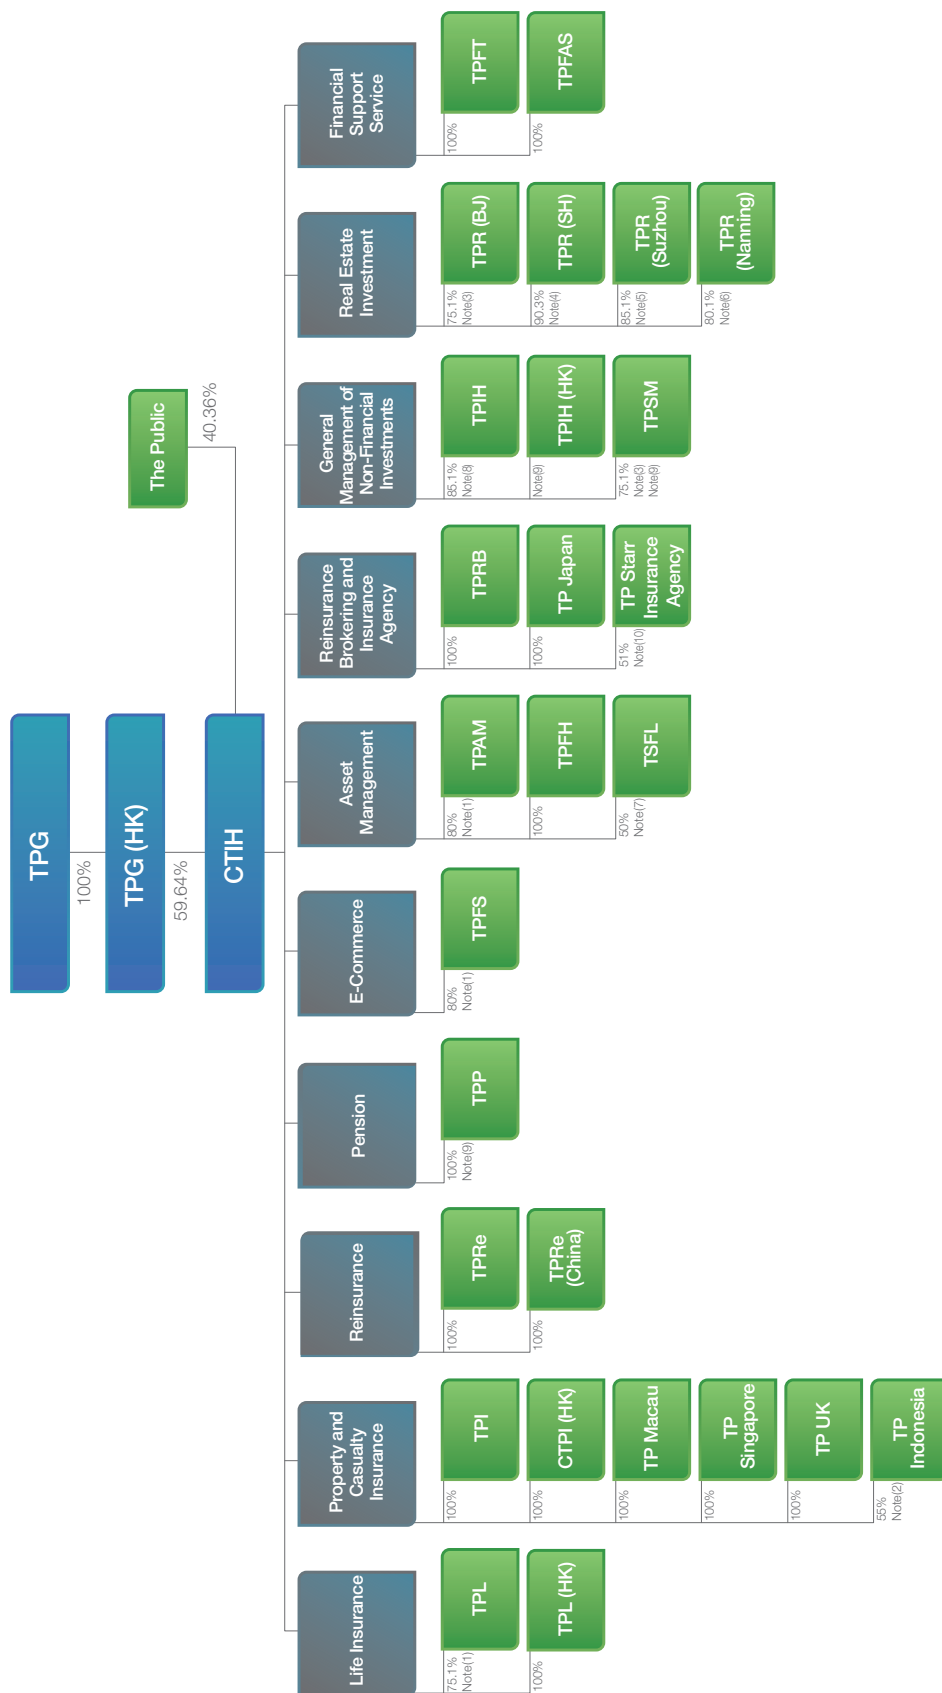 TPG
100%
TPG (HK)
59.64%
CTIH
The Public
40.36%
Life Insurance
75.1%
Note(1)
TPL
100%
TPL (HK)
Property and
Casualty
Insurance
100%
TPI
100%
CTPI (HK)
100%
TP Macau
100%
TP
Singapore
100%
TP UK
55%
Note(2)
TP
Indonesia
Reinsurance
100%
TPRe
100%
TPRe
(China)
Pension
100%
Note(9)
TPP
E-Commerce
80%
Note(1)
TPFS
Asset
Management
80%
Note(1)
TPAM
100%
TPFH
50%
Note(7)
TSFL
Reinsurance
Brokering and
Insurance
Agency
100%
TPRB
100%
TP Japan
51%
Note(10)
TP Starr
Insurance
Agency
General
Management of
Non-Financial
Investments
85.1%
Note(8)
TPIH
Note(9)
TPIH (HK)
75.1%
Note(3)
Note(9)
TPSM
Real Estate
Investment
75.1%
Note(3)
TPR (BJ)
90.3%
Note(4)
TPR (SH)
85.1%
Note(5)
TPR
(Suzhou)
80.1%
Note(6)
TPR
(Nanning)
Financial
Support
Service
100%
TPFT
100%
TPFAS